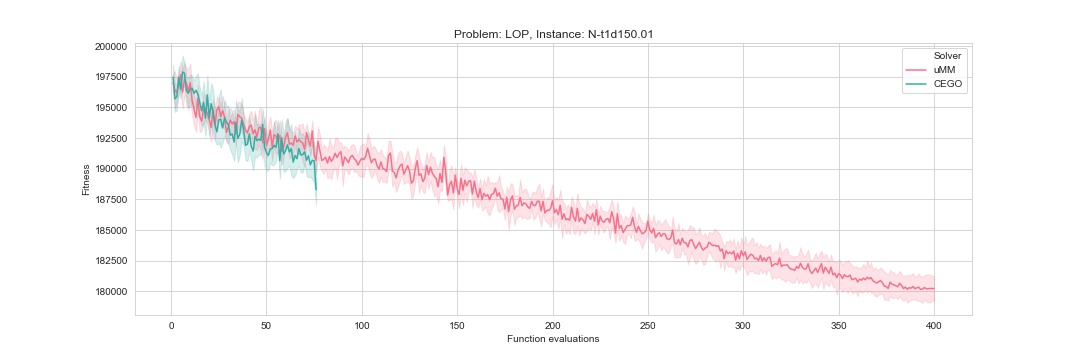 Problem: LOP, Instance: N-t1d150.01
Solver
uMM
CEGO
Fitness
200000
197500
195000
192500
190000
187500
185000
182500
180000
0 50 100 150 200 250 300 350 400
Function evaluations